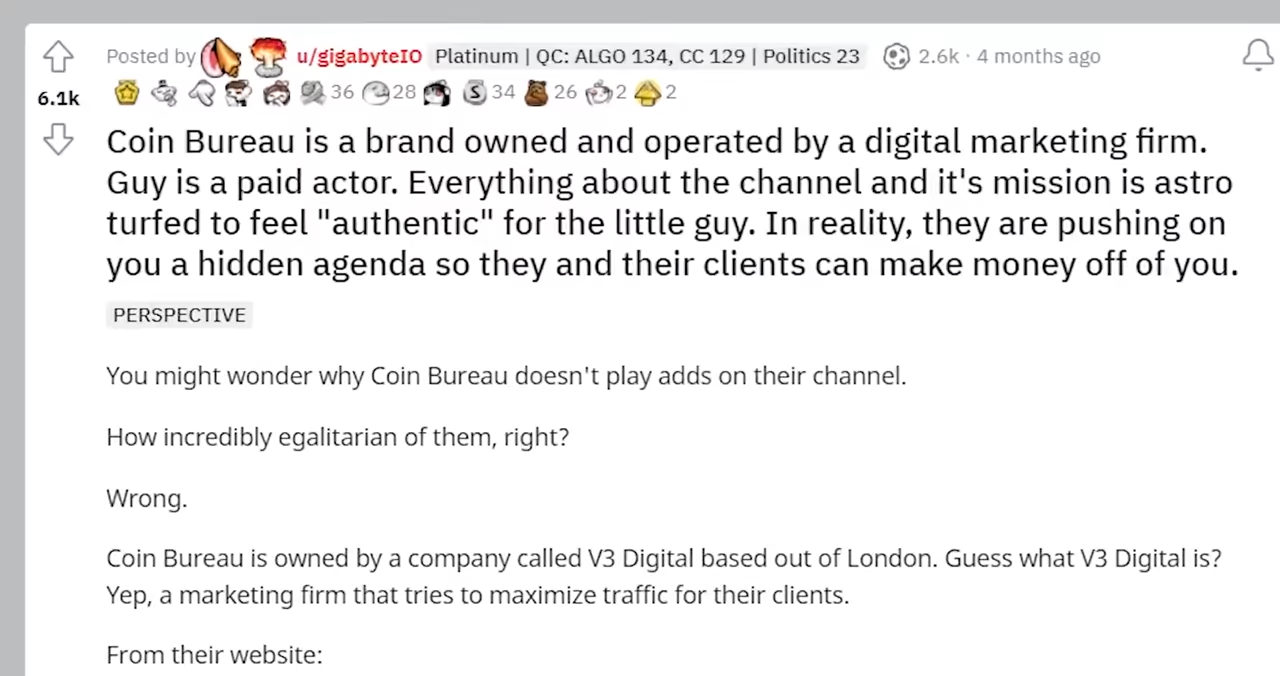 Posted by u/gigabyteIO Platinum | QC: ALGO 134, CC 129 | Politics 23 2.6k · 4 months ago
6.1k 36 28 S 34 26 2 2
Coin Bureau is a brand owned and operated by a digital marketing firm.
Guy is a paid actor. Everything about the channel and it's mission is astro
turfed to feel "authentic" for the little guy. In reality, they are pushing on
you a hidden agenda so they and their clients can make money off of you.
PERSPECTIVE
You might wonder why Coin Bureau doesn't play adds on their channel.
How incredibly egalitarian of them, right?
Wrong.
Coin Bureau is owned by a company called V3 Digital based out of London. Guess what V3 Digital is?
Yep, a marketing firm that tries to maximize traffic for their clients.
From their website: